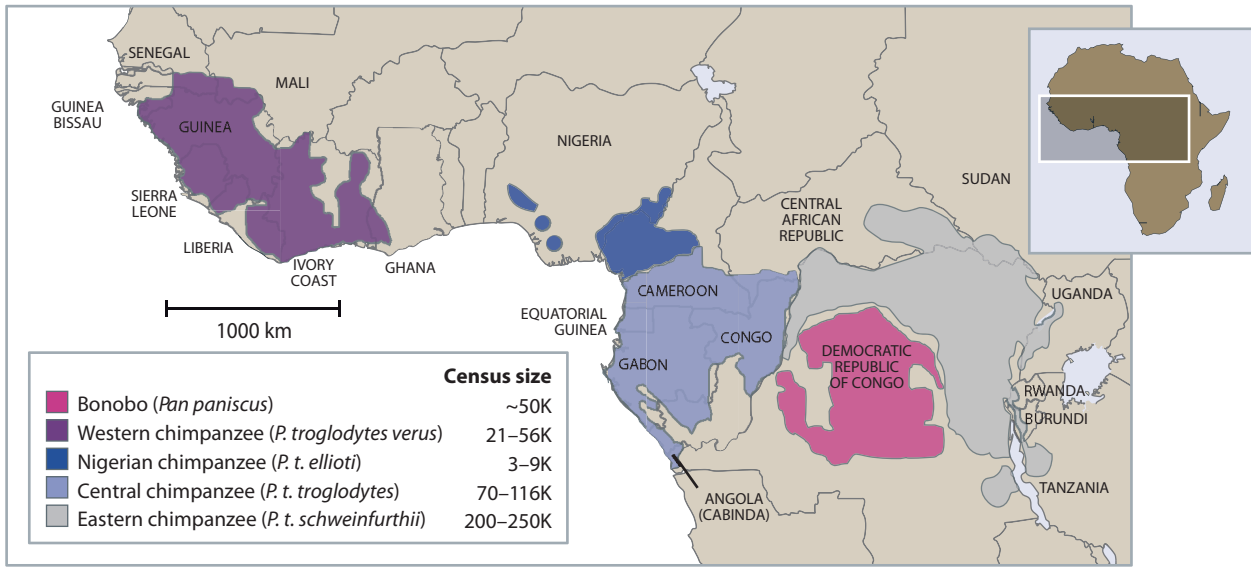 SENEGAL
MALI
GUINEA
BISSAU
GUINEA
NIGERIA
SUDAN
SIERRA
LEONE
CENTRAL
AFRICAN
REPUBLIC
LIBERIA
IVORY
COAST
GHANA
CAMEROON
UGANDA
1000 km
EQUATORIAL
GUINEA
GABON
CONGO
DEMOCRATIC
REPUBLIC
OF CONGO
RWANDA
BURUNDI
TANZANIA
ANGOLA
(CABINDA)
Census size
Bonobo (Pan paniscus) ~50K
Western chimpanzee (P. troglodytes verus) 21–56K
Nigerian chimpanzee (P. t. ellioti) 3–9K
Central chimpanzee (P. t. troglodytes) 70–116K
Eastern chimpanzee (P. t. schweinfurthii) 200–250K